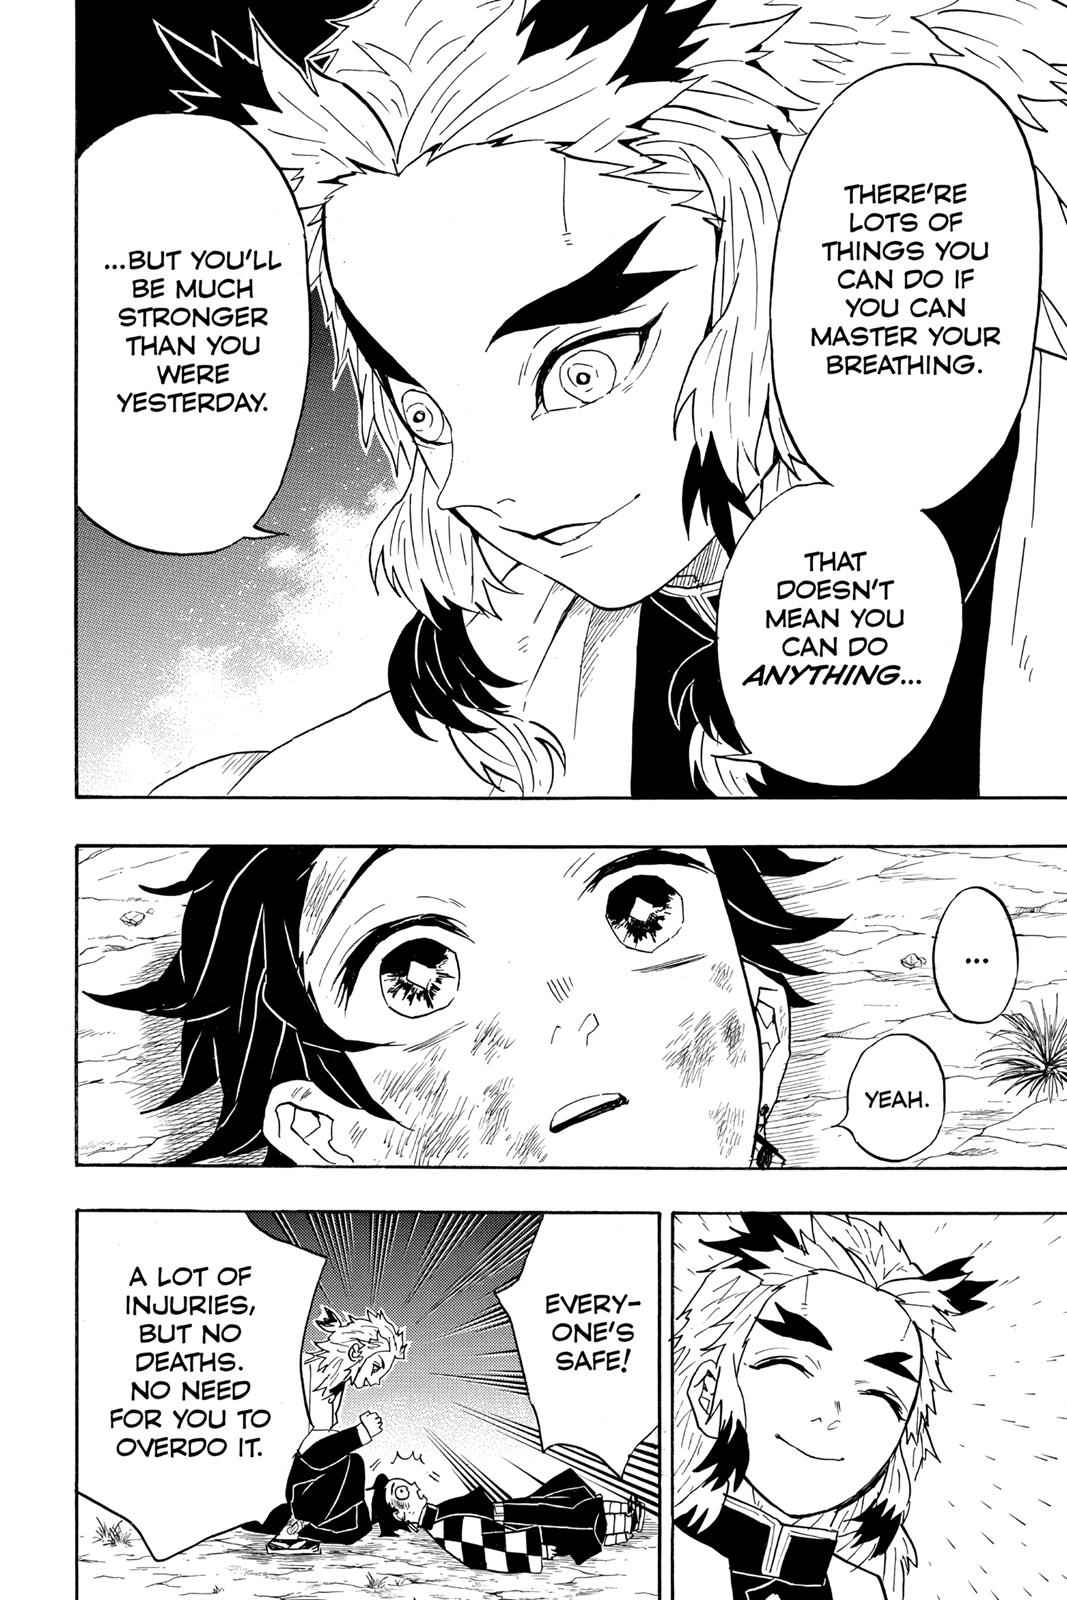 THERE'RE
LOTS OF
THINGS YOU
CAN DO IF
YOU CAN
MASTER YOUR
BREATHING.
THAT
DOESN'T
MEAN YOU
CAN DO
ANYTHING...
...BUT YOU'LL
BE MUCH
STRONGER
THAN YOU
WERE
YESTERDAY.
...
YEAH.
EVERY-
ONE'S
SAFE!
A LOT OF
INJURIES,
BUT NO
DEATHS.
NO NEED
FOR YOU TO
OVERDO IT.